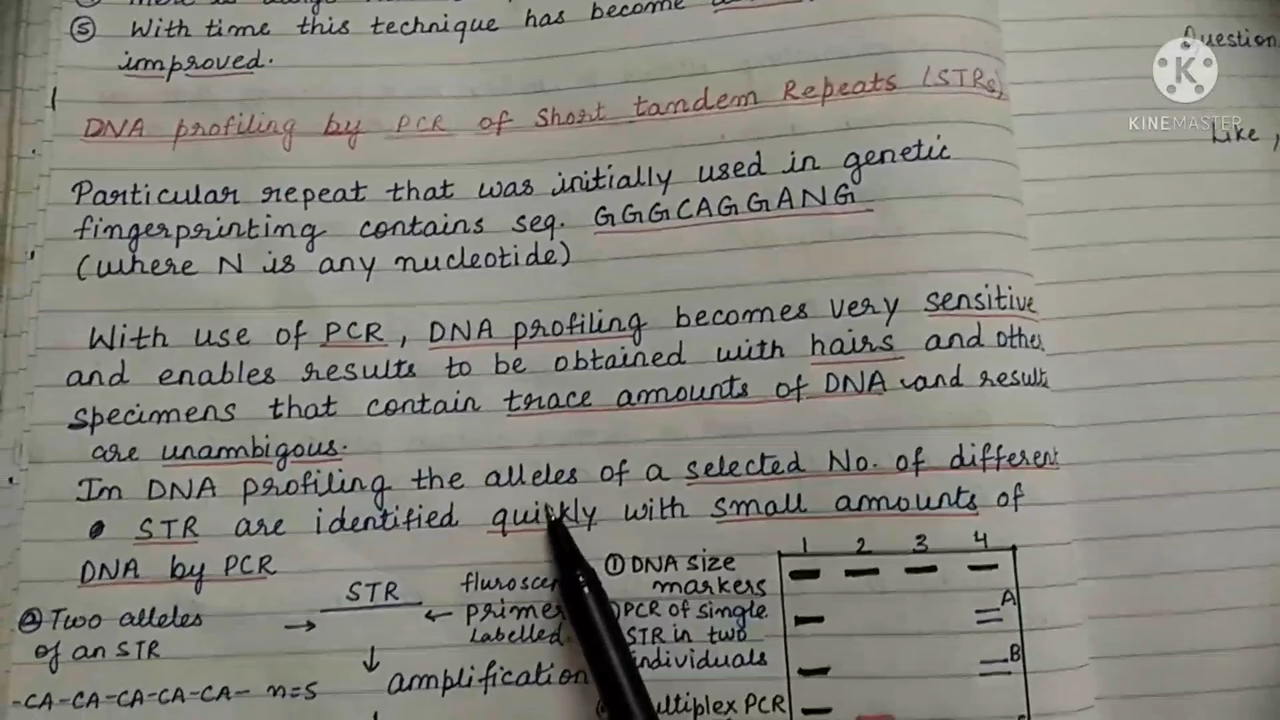 ⑤ With time this technique has become
improved.
DNA profiling by PCR of Short tandem Repeats (STRs)
Particular repeat that was initially used in genetic
fingerprinting contains seq. GGGCAGGANG
(where N is any nucleotide)
With use of PCR, DNA profiling becomes very sensitive
and enables results to be obtained with hairs and other
specimens that contain trace amounts of DNA and results
are unambigous.
In DNA profiling the alleles of a selected No. of different
STR are identified quickly with small amounts of
DNA by PCR
Two alleles
of an STR
-CA-CA-CA-CA-CA- n=5
STR
primer
labelled
amplification
① DNA size
markers
PCR of single
STR in two
individuals
PCR
1 2 3 4
A
B
Question
Like,
K
KINEMASTER